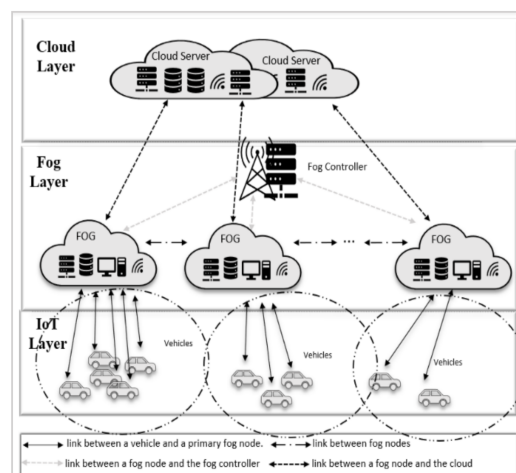 Cloud
Layer
Cloud Server
Cloud Server
Fog
Layer
Fog Controller
FOG
FOG
...
FOG
IoT
Layer
Vehicles
Vehicles
Vehicles
link between a vehicle and a primary fog node.
link between fog nodes
link between a fog node and the fog controller
link between a fog node and the cloud